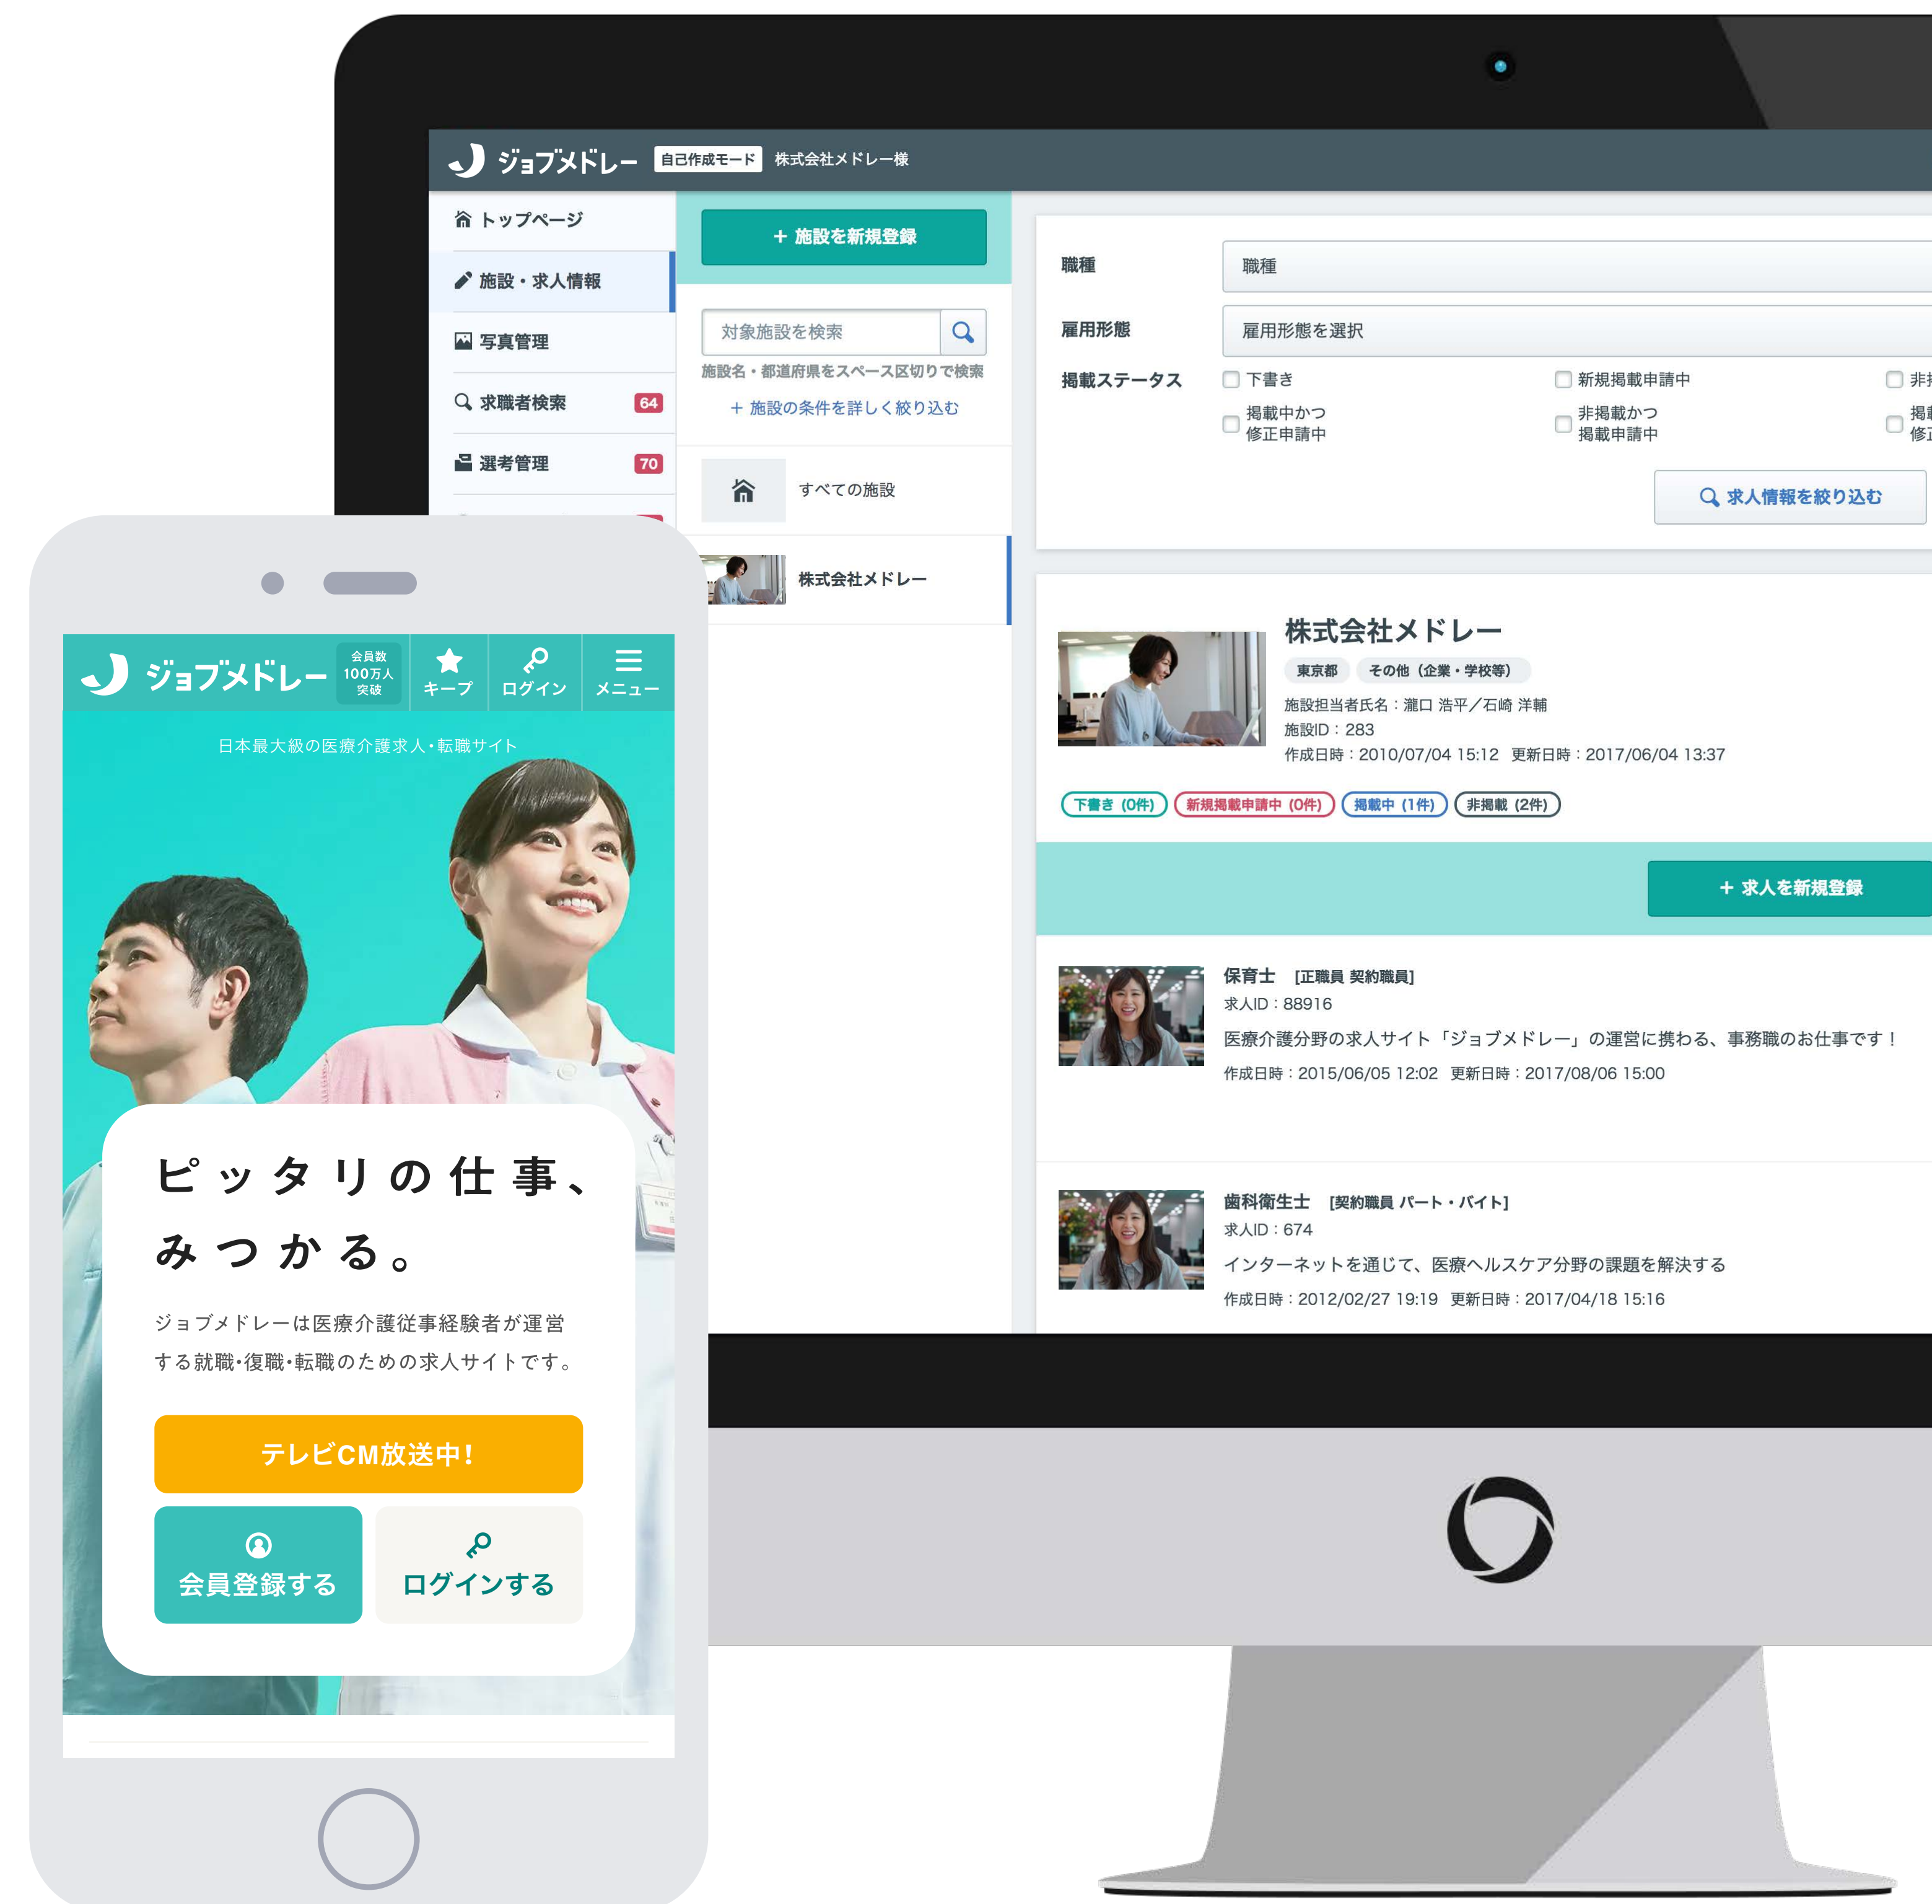 ジョブメドレー 自己作成モード 株式会社メドレー様
トップページ
施設・求人情報
写真管理
求職者検索 64
選考管理 70
+ 施設を新規登録
対象施設を検索
施設名・都道府県をスペース区切りで検索
+ 施設の条件を詳しく絞り込む
すべての施設
株式会社メドレー
職種 職種
雇用形態 雇用形態を選択
掲載ステータス 下書き 新規掲載申請中
掲載中かつ 非掲載かつ
修正申請中 掲載申請中
求人情報を絞り込む
株式会社メドレー
東京都 その他（企業・学校等）
施設担当者氏名：瀧口 浩平／石崎 洋輔
施設ID：283
作成日時：2010/07/04 15:12 更新日時：2017/06/04 13:37
下書き (0件) 新規掲載申請中 (0件) 掲載中 (1件) 非掲載 (2件)
+ 求人を新規登録
保育士 [正職員 契約職員]
求人ID：88916
医療介護分野の求人サイト「ジョブメドレー」の運営に携わる、事務職のお仕事です！
作成日時：2015/06/05 12:02 更新日時：2017/08/06 15:00
歯科衛生士 [契約職員 パート・バイト]
求人ID：674
インターネットを通じて、医療ヘルスケア分野の課題を解決する
作成日時：2012/02/27 19:19 更新日時：2017/04/18 15:16
ジョブメドレー
会員数
100万人
突破
キープ
ログイン
メニュー
日本最大級の医療介護求人・転職サイト
ピッタリの仕事、
みつかる。
ジョブメドレーは医療介護従事経験者が運営
する就職・復職・転職のための求人サイトです。
テレビCM放送中！
会員登録する
ログインする